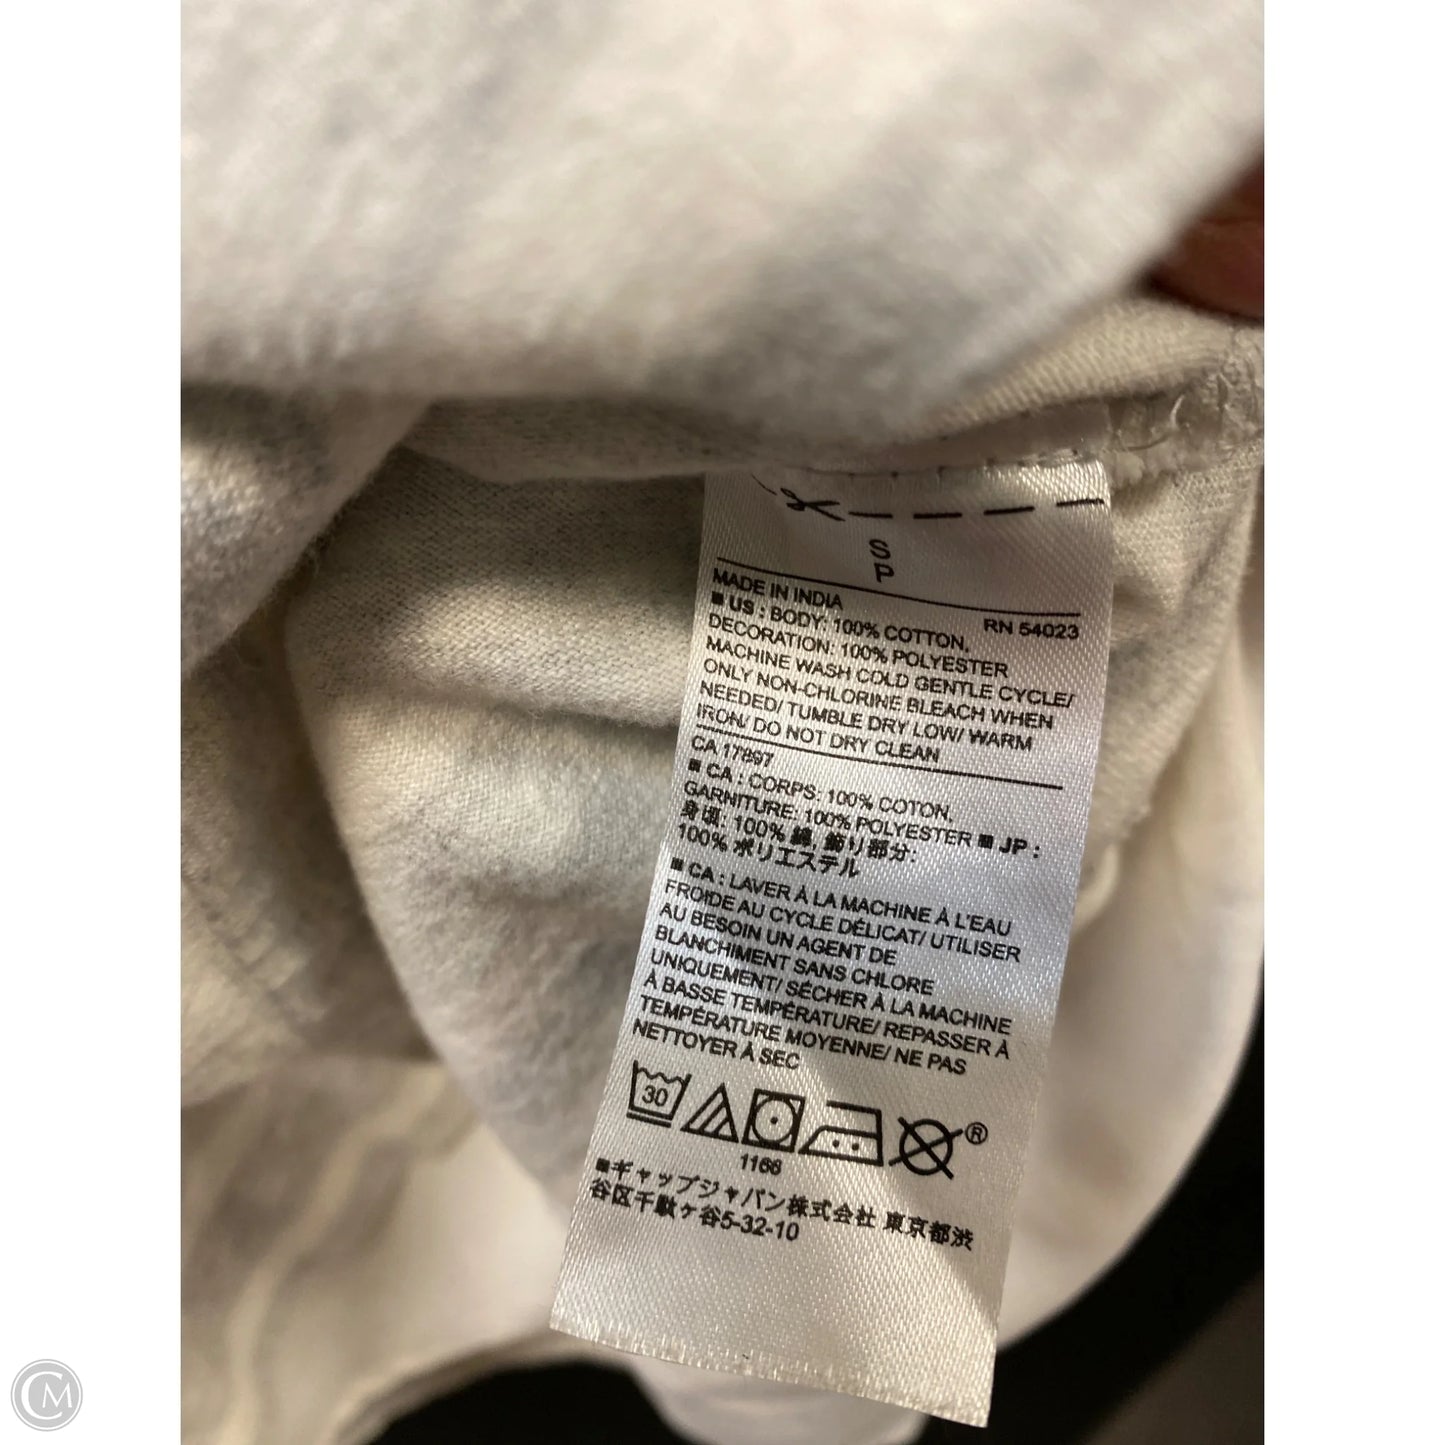 S
P
MADE IN INDIA
RN 54023
■ US : BODY: 100% COTTON,
DECORATION: 100% POLYESTER
MACHINE WASH COLD GENTLE CYCLE/
ONLY NON-CHLORINE BLEACH WHEN
NEEDED/ TUMBLE DRY LOW/ WARM
IRON/ DO NOT DRY CLEAN
CA 17897
■ CA : CORPS: 100% COTON,
GARNITURE: 100% POLYESTER ■ JP :
身頃: 100% 綿, 飾り部分:
100% ポリエステル
■ CA : LAVER À LA MACHINE À L'EAU
FROIDE AU CYCLE DÉLICAT/ UTILISER
AU BESOIN UN AGENT DE
BLANCHIMENT SANS CHLORE
UNIQUEMENT/ SÉCHER À LA MACHINE
À BASSE TEMPÉRATURE/ REPASSER À
TEMPÉRATURE MOYENNE/ NE PAS
NETTOYER À SEC
30
®
1166
■ギャップジャパン株式会社 東京都渋
谷区千駄ヶ谷5-32-10
CM